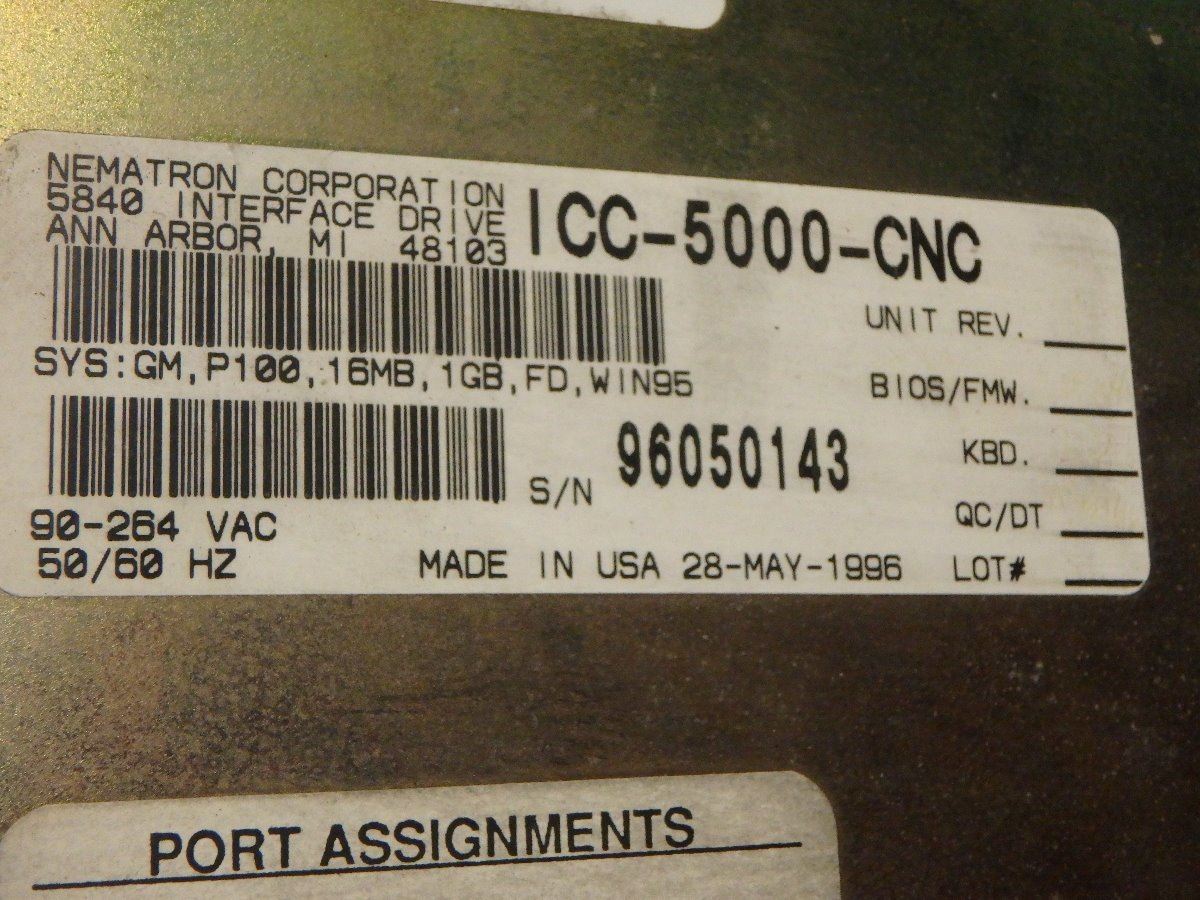 NEMATRON CORPORATION
5840 INTERFACE DRIVE
ANN ARBOR, MI 48103
ICC-5000-CNC
UNIT REV.
SYS:GM,P100,16MB,1GB,FD,WIN95
BIOS/FMW.
KBD.
S/N 96050143
QC/DT
90-264 VAC
50/60 HZ
MADE IN USA 28-MAY-1996
LOT#
PORT ASSIGNMENTS